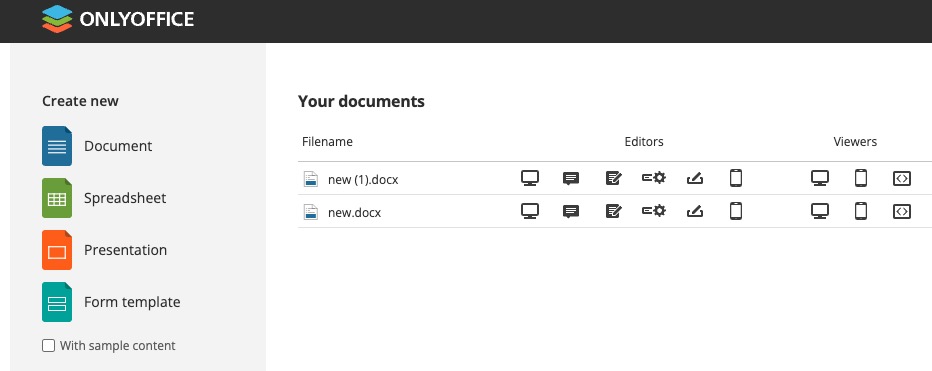 ONLYOFFICE
Create new
Document
Spreadsheet
Presentation
Form template
With sample content
Your documents
Filename Editors Viewers
new (1).docx
new.docx